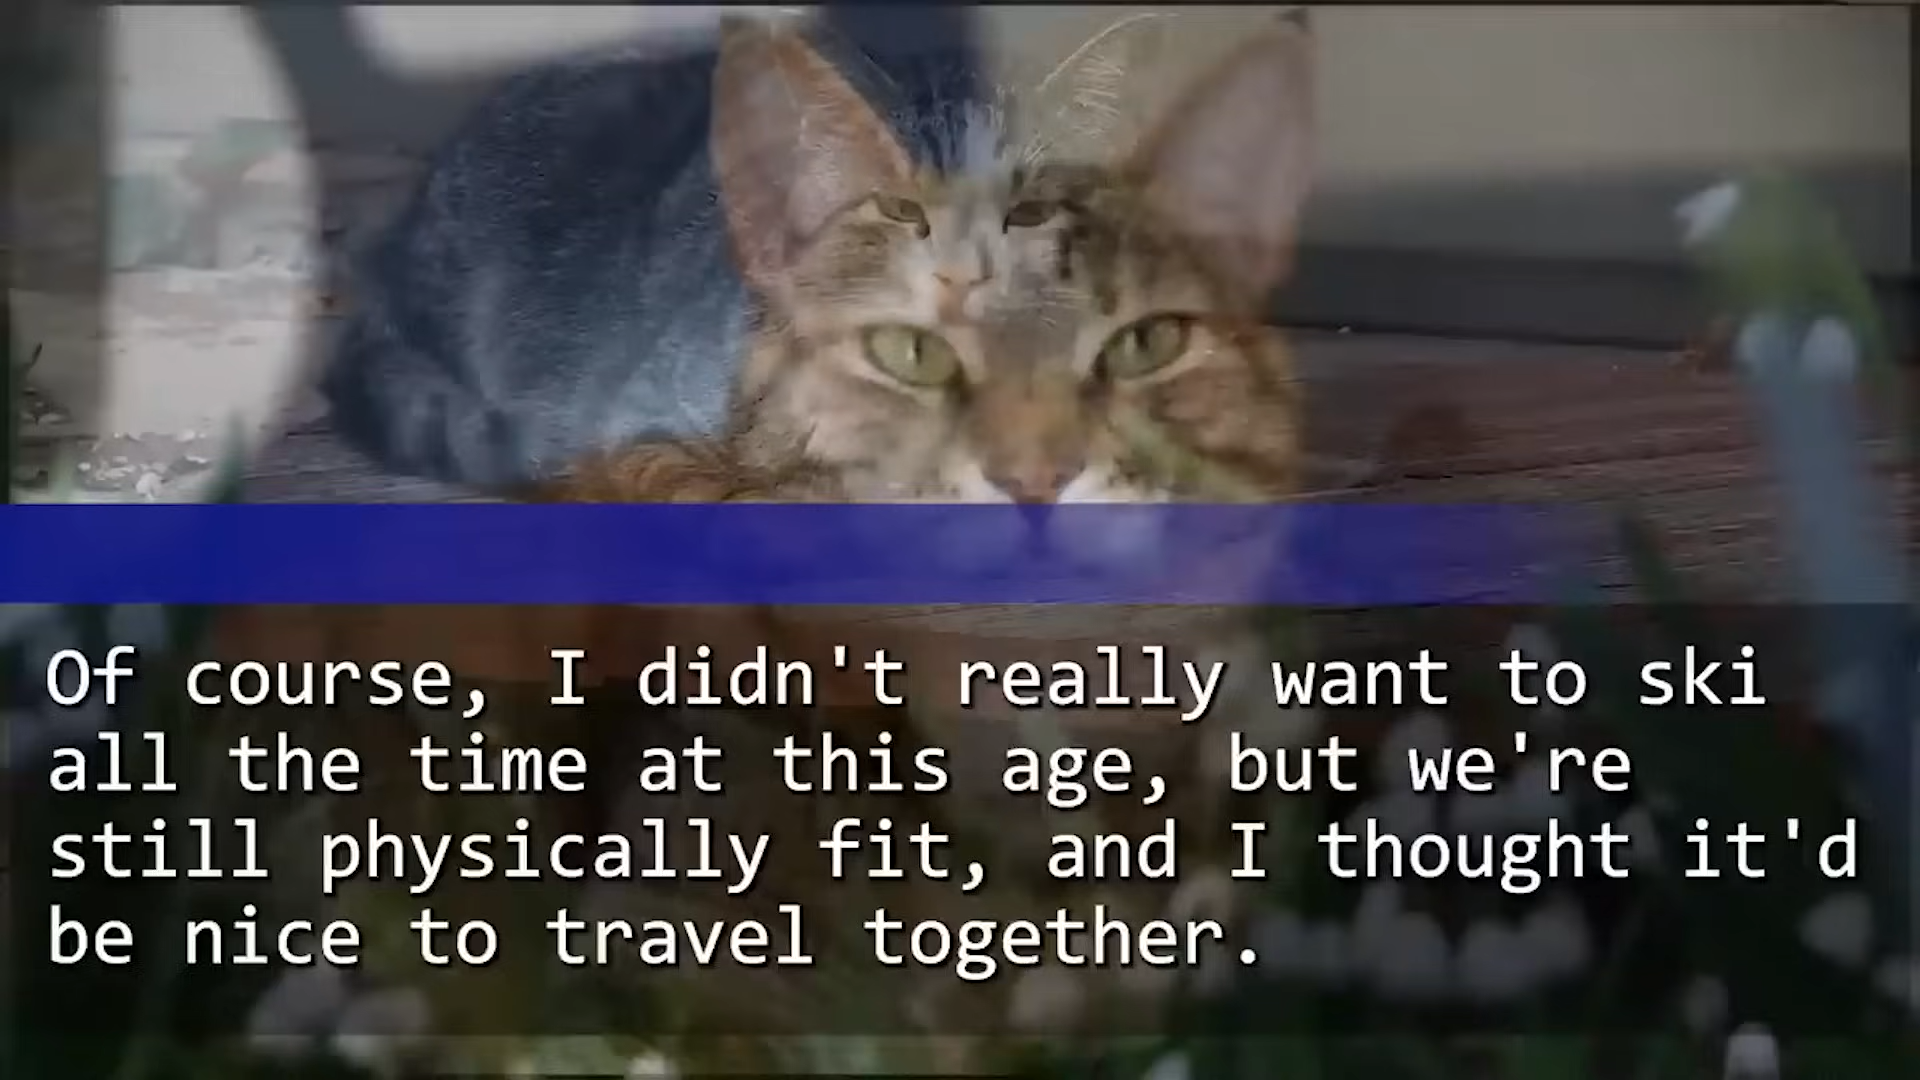 Of course, I didn't really want to ski
all the time at this age, but we're
still physically fit, and I thought it'd
be nice to travel together.